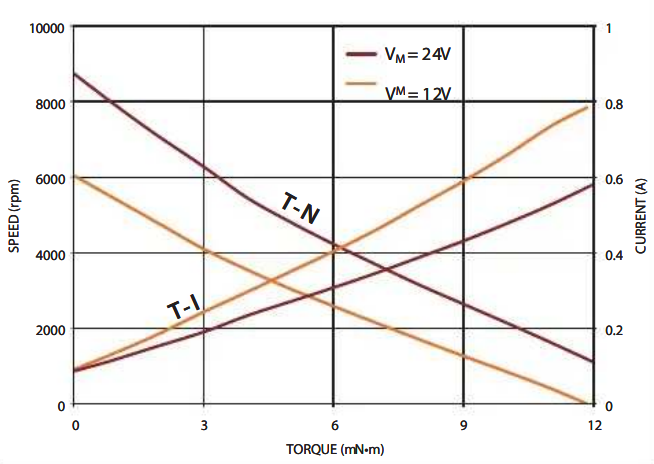 10000
8000
6000
4000
2000
0
SPEED (rpm)
VM = 24V
VM = 12V
T-N
T-I
1
0.8
0.6
0.4
0.2
0
CURRENT (A)
0 3 6 9 12
TORQUE (mN•m)